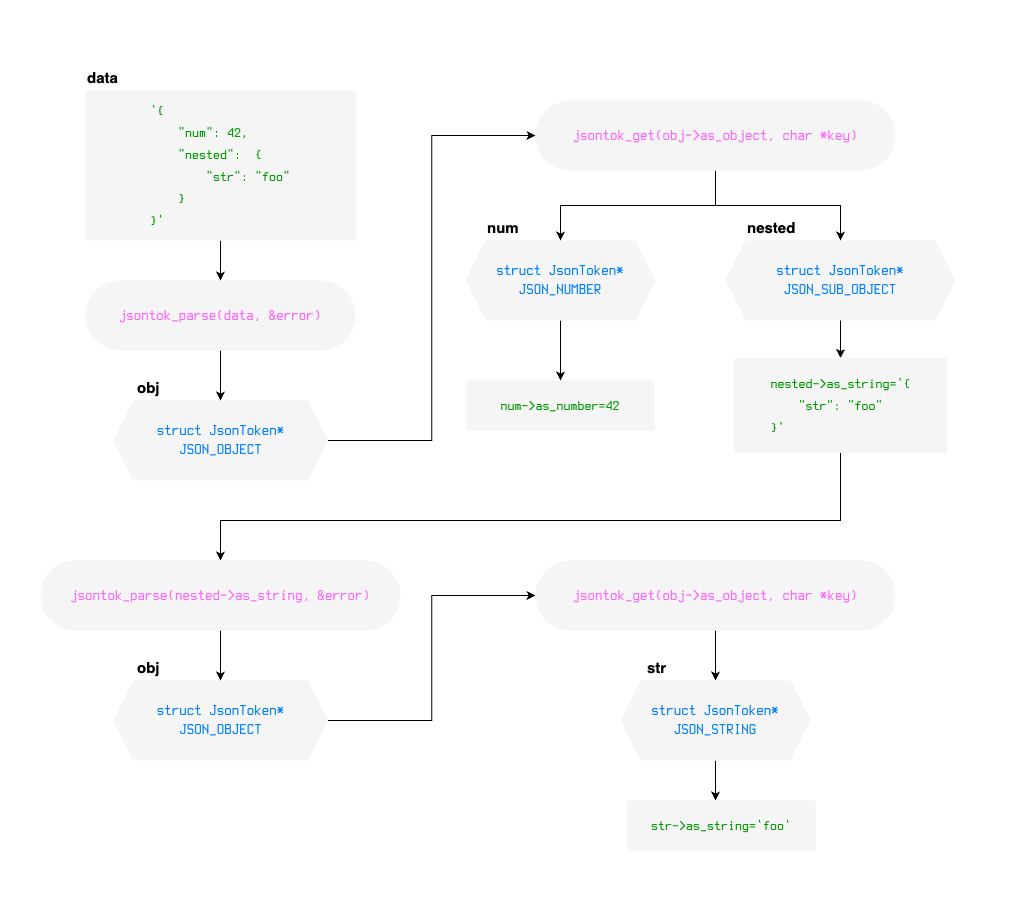 data
`{
"num": 42,
"nested":  {
"str": "foo"
}
}`
jsontok_parse(data, &error)
obj
struct JsonToken*
JSON_OBJECT
jsontok_get(obj->as_object, char *key)
num
struct JsonToken*
JSON_NUMBER
num->as_number=42
nested
struct JsonToken*
JSON_SUB_OBJECT
nested->as_string=`{
"str": "foo"
}`
jsontok_parse(nested->as_string, &error)
obj
struct JsonToken*
JSON_OBJECT
jsontok_get(obj->as_object, char *key)
str
struct JsonToken*
JSON_STRING
str->as_string=`foo`